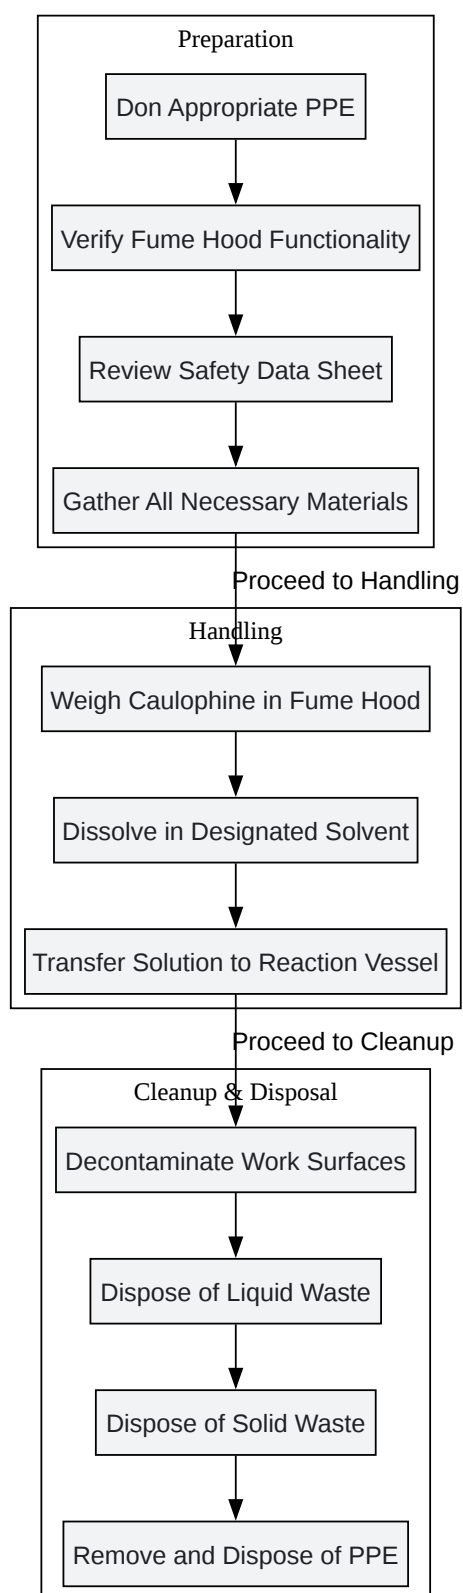 Preparation
Don Appropriate PPE
Verify Fume Hood Functionality
Review Safety Data Sheet
Gather All Necessary Materials
Proceed to Handling
Handling
Weigh Caulophine in Fume Hood
Dissolve in Designated Solvent
Transfer Solution to Reaction Vessel
Proceed to Cleanup
Cleanup & Disposal
Decontaminate Work Surfaces
Dispose of Liquid Waste
Dispose of Solid Waste
Remove and Dispose of PPE